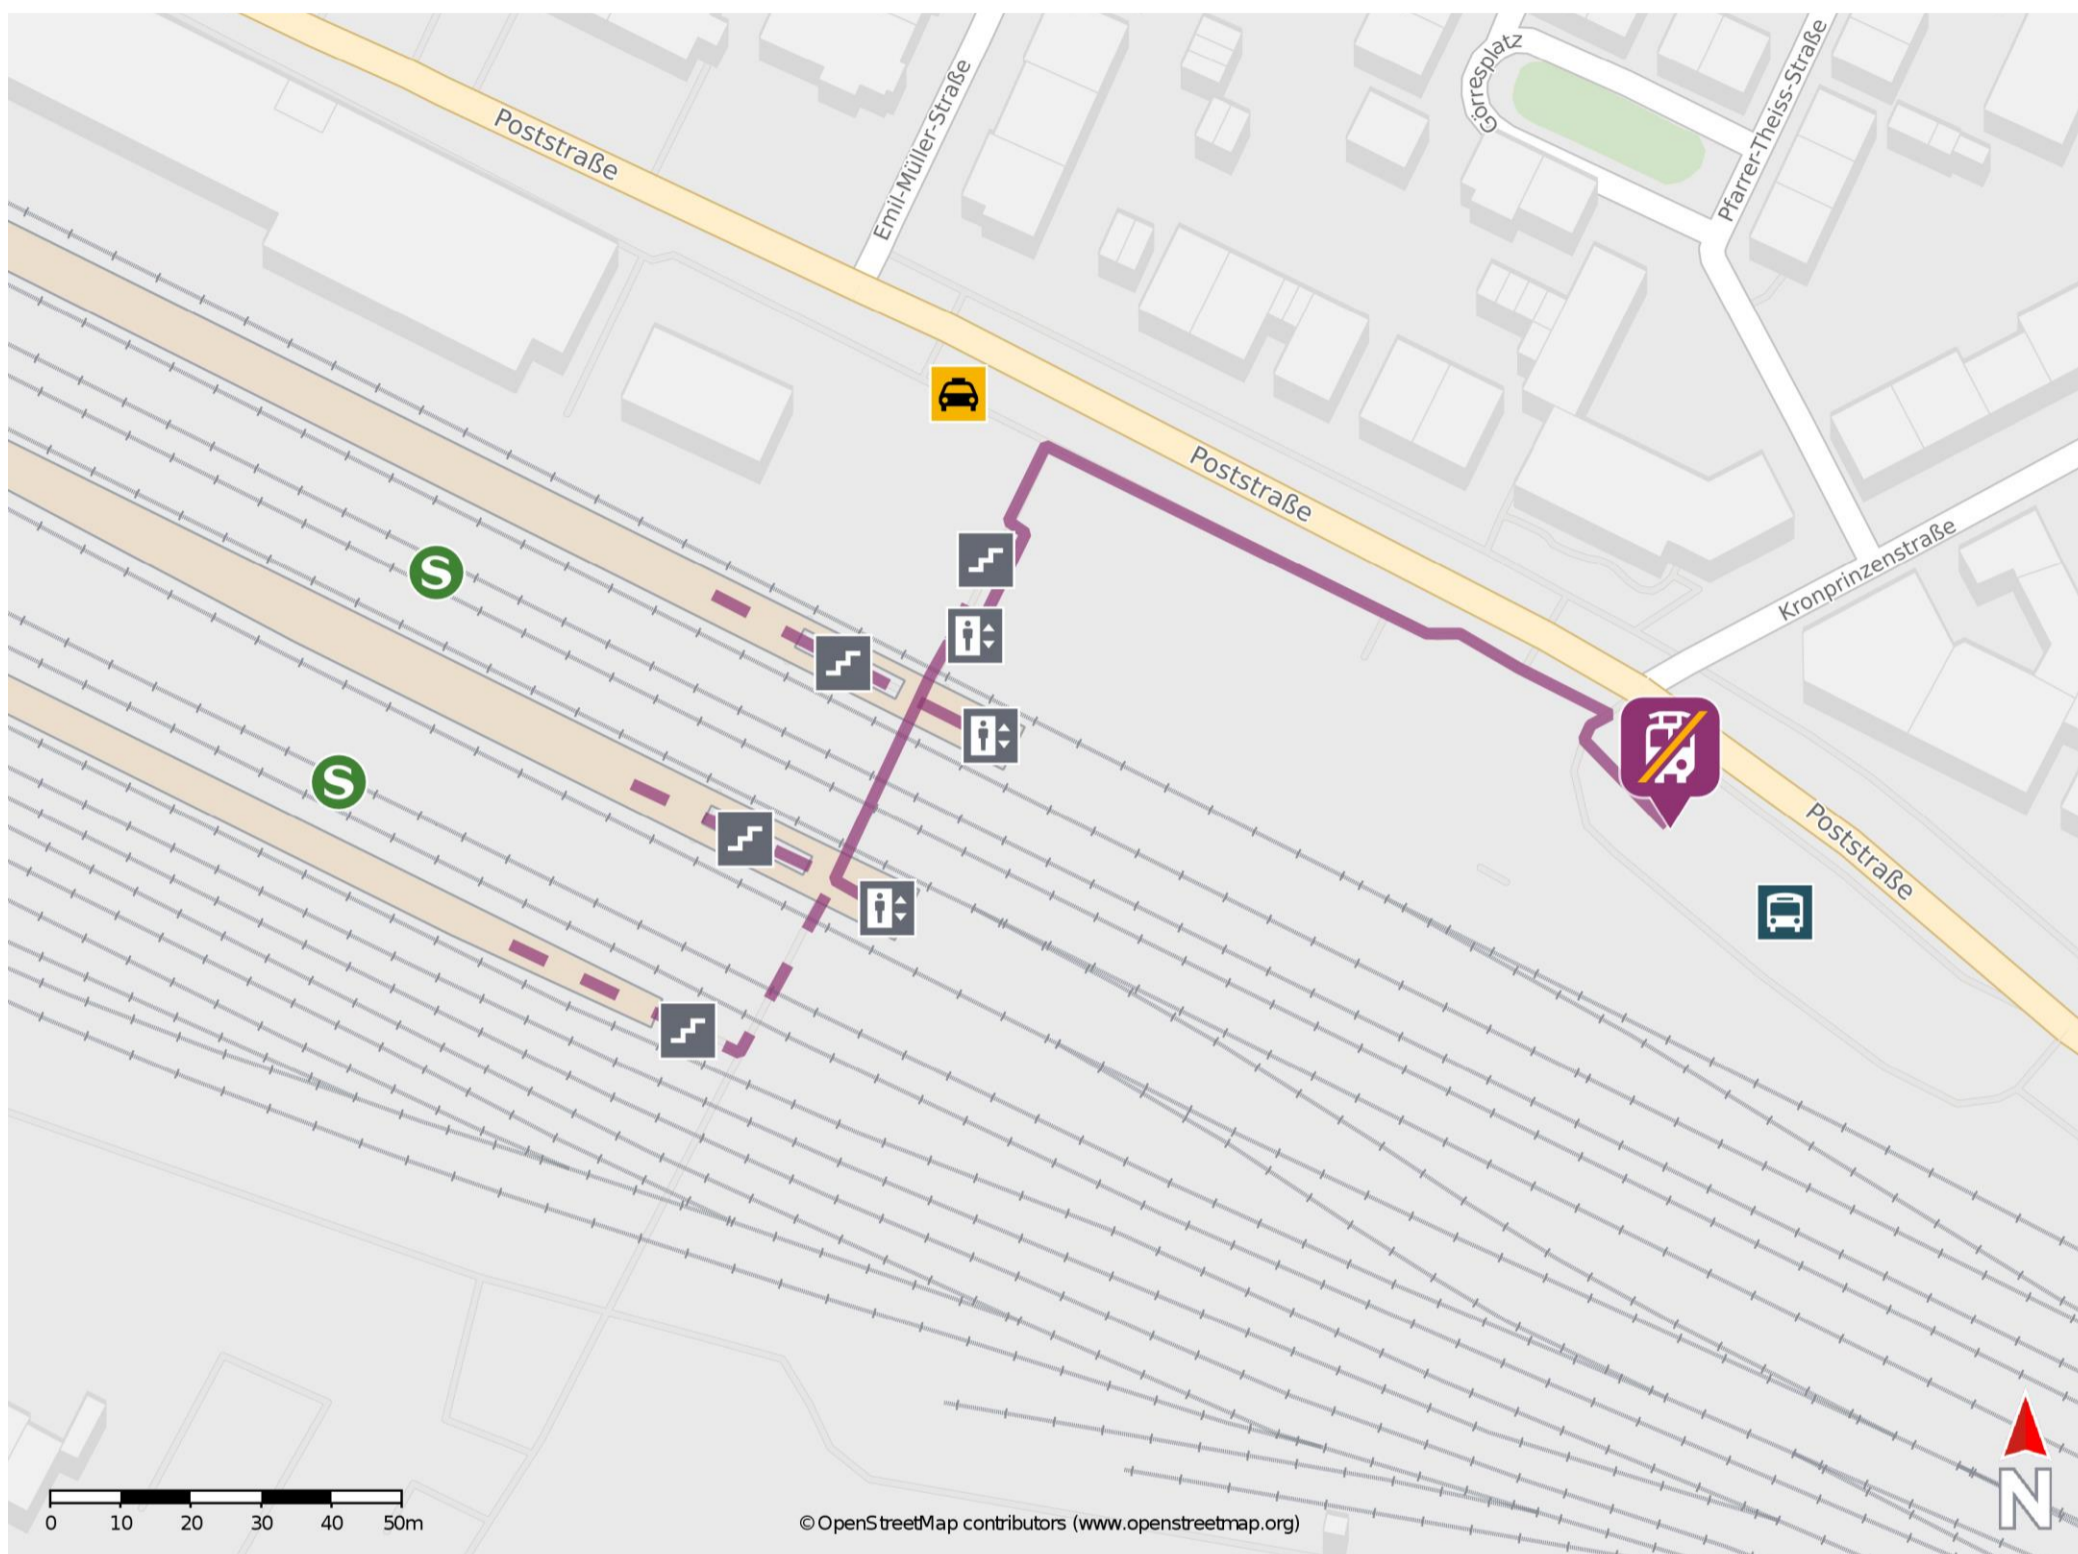 Görresplatz
Pfarrer-Theiss-Straße
Emil-Müller-Straße
Poststraße
Poststraße
Kronprinzenstraße
S
S
Poststraße
0 10 20 30 40 50m
© OpenStreetMap contributors (www.openstreetmap.org)
N